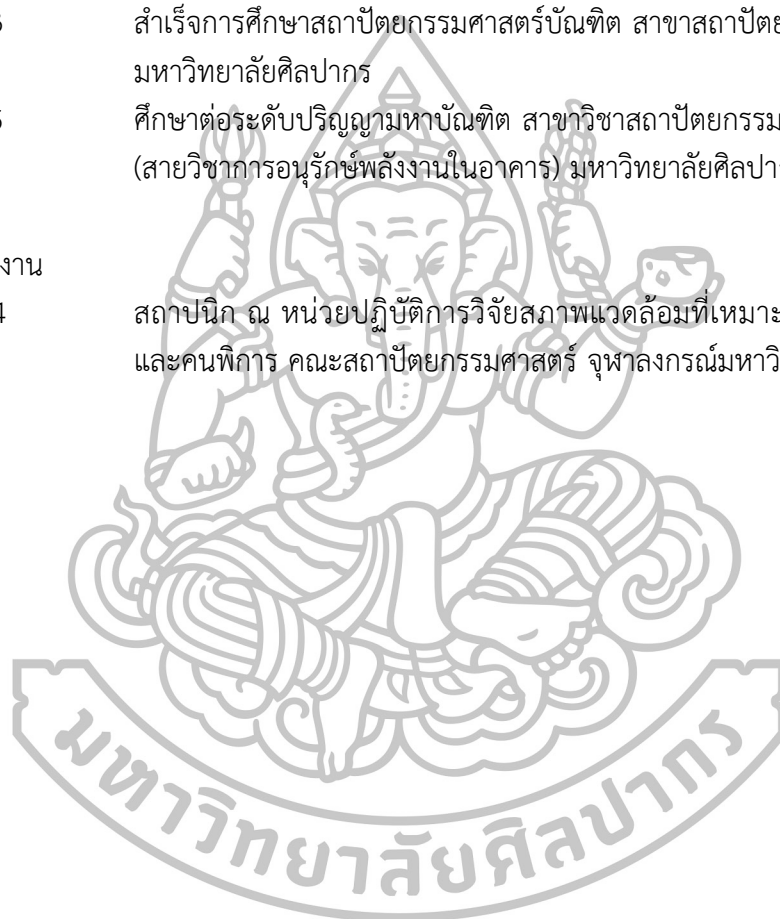 สำเร็จการศึกษาสถาปัตยกรรมศาสตร์บัณฑิต สาขาสถาปัตย
มหาวิทยาลัยศิลปากร
ศึกษาต่อระดับปริญญามหาบัณฑิต สาขาวิชาสถาปัตยกรรม
(สายวิชาการอนุรักษ์พลังงานในอาคาร) มหาวิทยาลัยศิลปา
งาน
4 สถาปนิก ณ หน่วยปฏิบัติการวิจัยสภาพแวดล้อมที่เหมาะ
และคนพิการ คณะสถาปัตยกรรมศาสตร์ จุฬาลงกรณ์มหาวิ
มหาวิทยาลัยศิลปากร